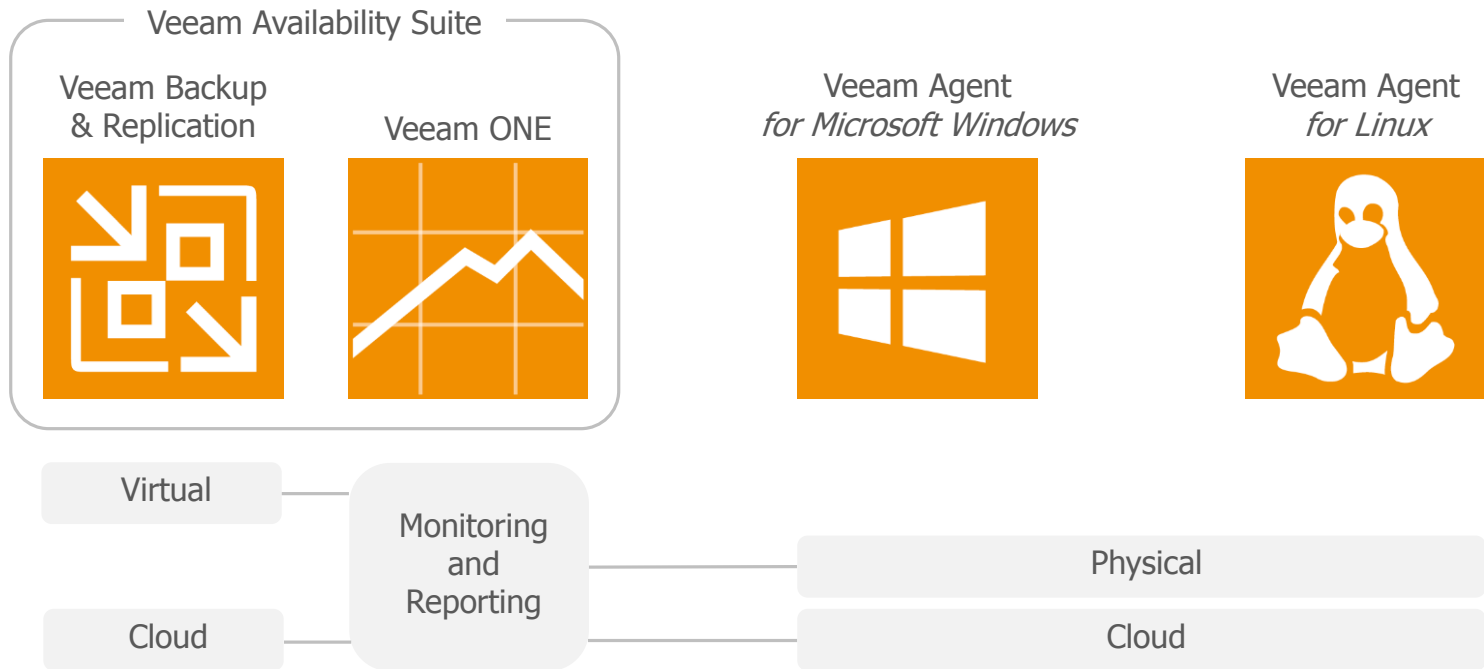 Veeam Availability Suite
Veeam Backup
& Replication
Veeam ONE
Veeam Agent
for Microsoft Windows
Veeam Agent
for Linux
Virtual
Cloud
Monitoring
and
Reporting
Physical
Cloud